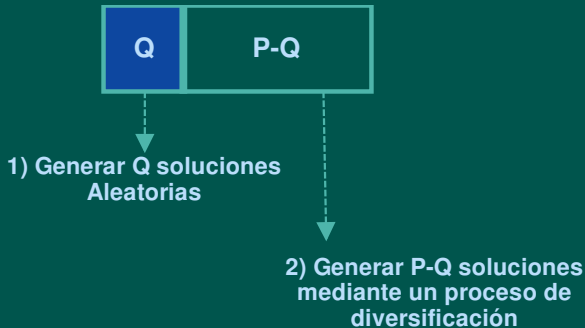 Q
P-Q
1) Generar Q soluciones
Aleatorias
2) Generar P-Q soluciones
mediante un proceso de
diversificación